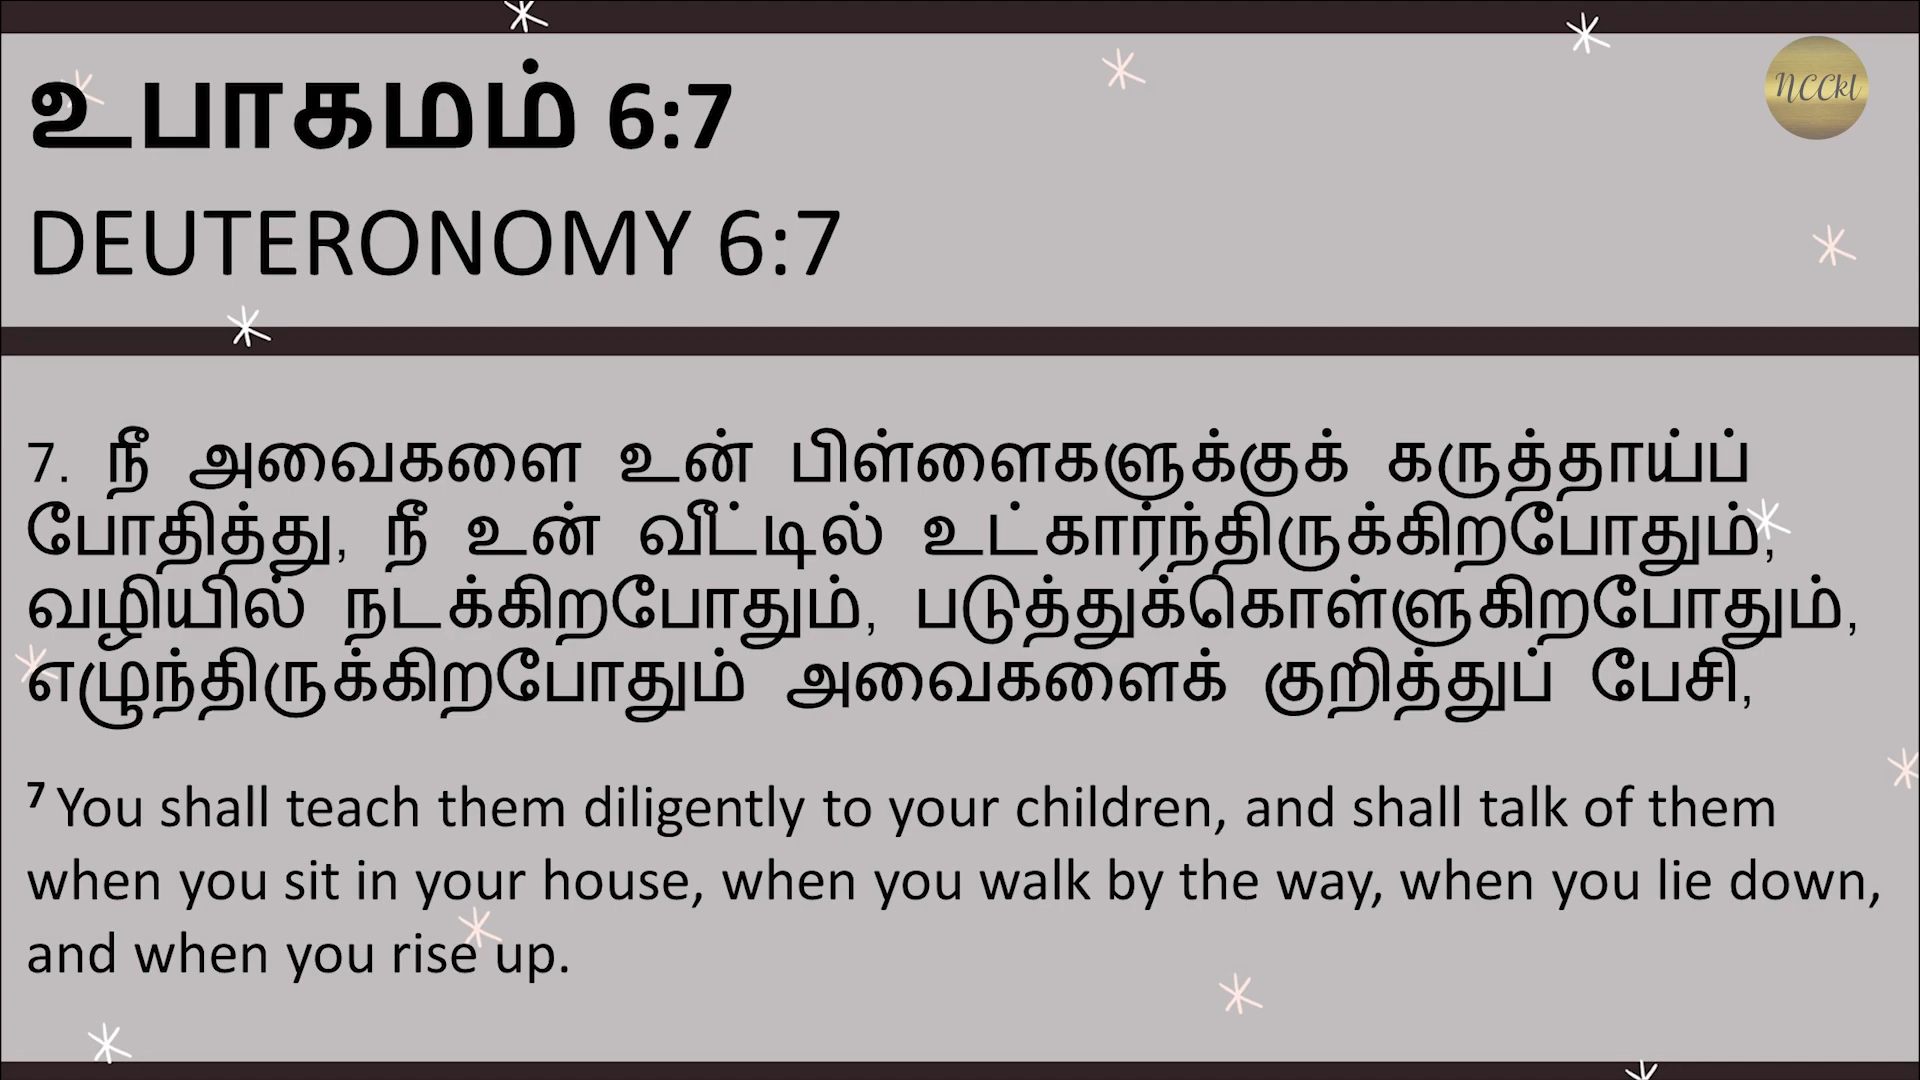 உபாகமம் 6:7
NCCkl
DEUTERONOMY 6:7
7. நீ அவைகளை உன் பிள்ளைகளுக்குக் கருத்தாய்ப்
போதித்து, நீ உன் வீட்டில் உட்கார்ந்திருக்கிறபோதும்,
வழியில் நடக்கிறபோதும், படுத்துக்கொள்ளுகிறபோதும்,
எழுந்திருக்கிறபோதும் அவைகளைக் குறித்துப் பேசி,
7 You shall teach them diligently to your children, and shall talk of them
when you sit in your house, when you walk by the way, when you lie down,
and when you rise up.